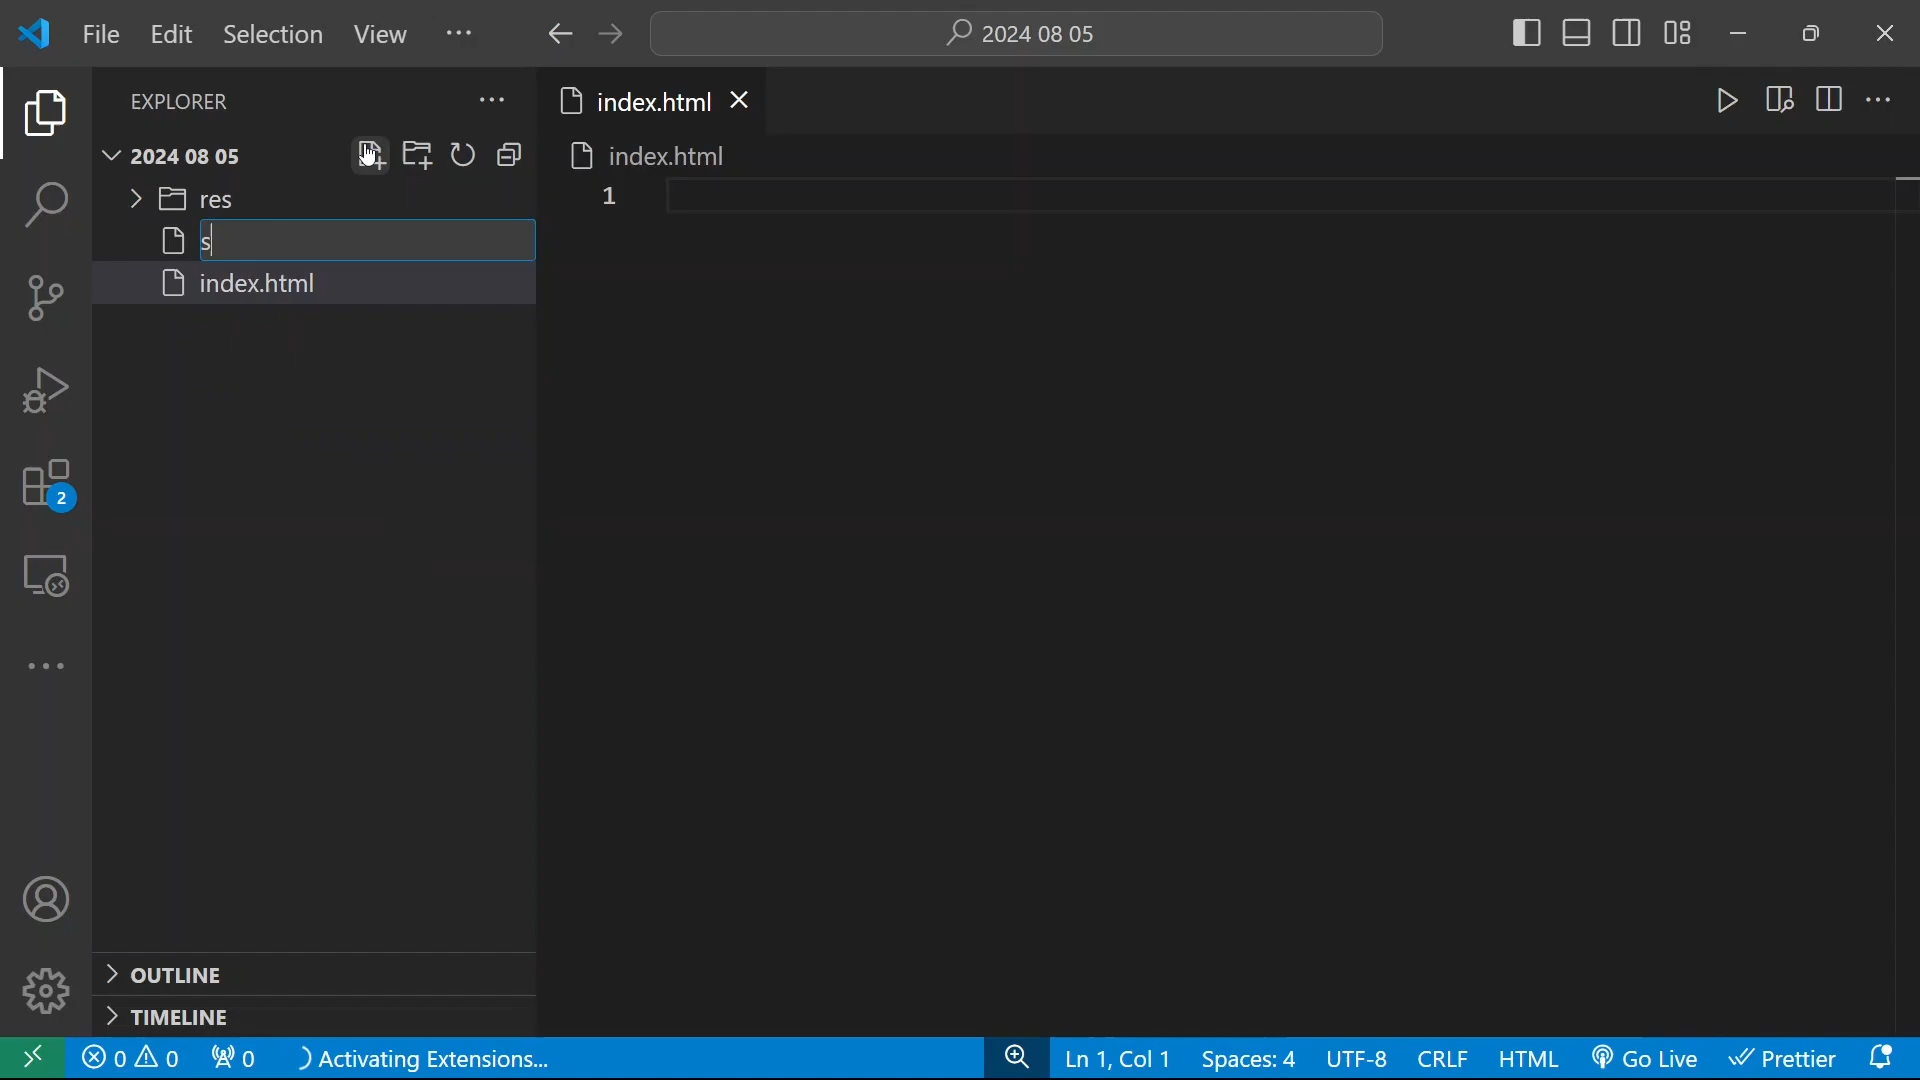 File Edit Selection View
2024 08 05
EXPLORER
index.html
2024 08 05
index.html
res
1
s
index.html
2
OUTLINE
TIMELINE
0 0 0 Activating Extensions... Ln 1, Col 1 Spaces: 4 UTF-8 CRLF HTML Go Live Prettier